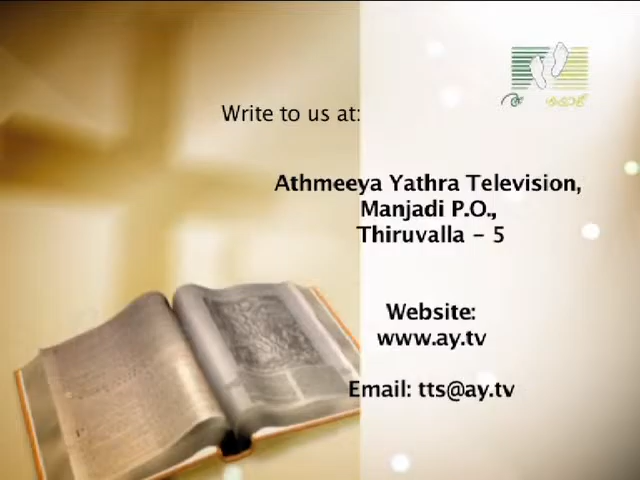 Write to us at:
Athmeeya Yathra Television,
Manjadi P.O.,
Thiruvalla - 5
Website:
www.ay.tv
Email: tts@ay.tv